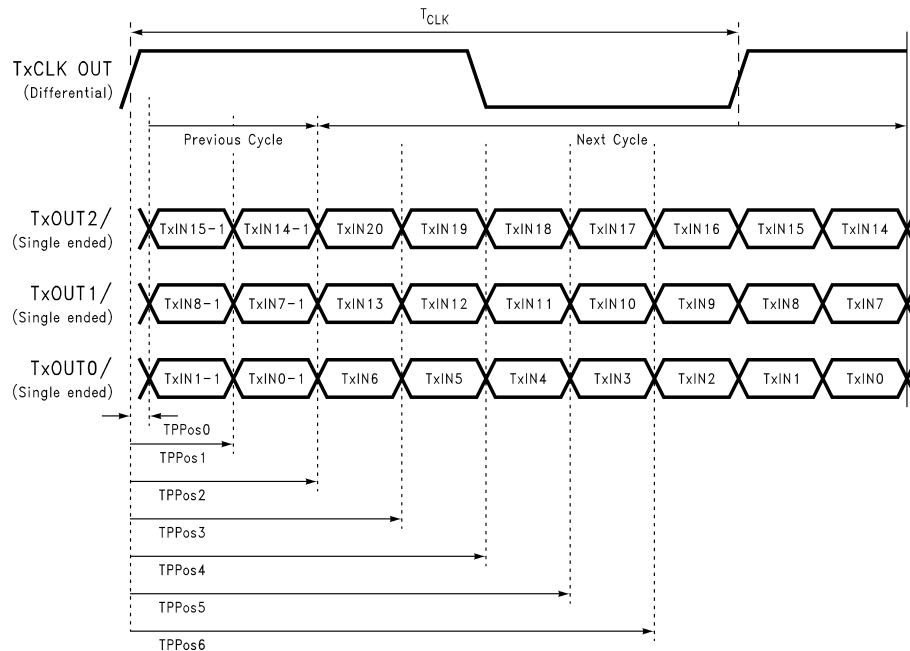 TCLK
TxCLK OUT
(Differential)
Previous Cycle
Next Cycle
TxOUT2/
(Single ended)
TxIN15-1 TxIN14-1 TxIN20 TxIN19 TxIN18 TxIN17 TxIN16 TxIN15 TxIN14
TxOUT1/
(Single ended)
TxIN8-1 TxIN7-1 TxIN13 TxIN12 TxIN11 TxIN10 TxIN9 TxIN8 TxIN7
TxOUT0/
(Single ended)
TxIN1-1 TxIN0-1 TxIN6 TxIN5 TxIN4 TxIN3 TxIN2 TxIN1 TxIN0
TPPos0
TPPos1
TPPos2
TPPos3
TPPos4
TPPos5
TPPos6